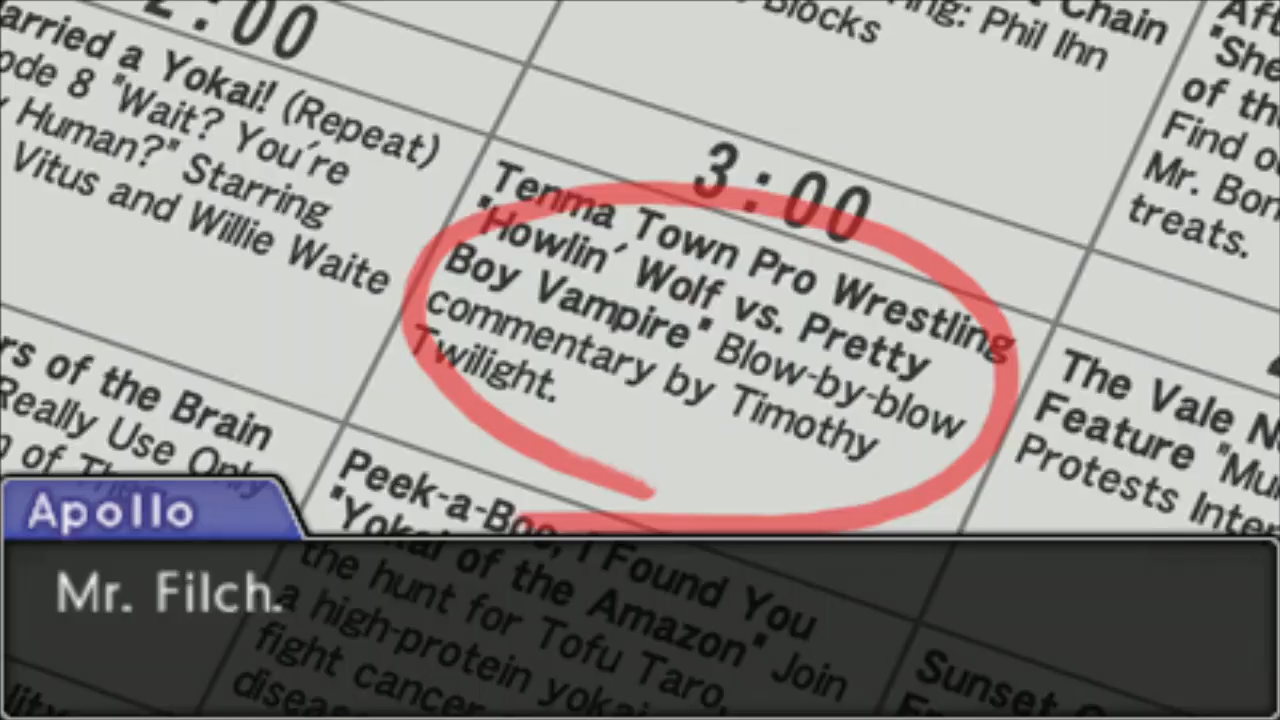 2:00
arried a Yokai! (Repeat)
ode 8 "Wait? You're
Human?" Starring
Vitus and Willie Waite
rs of the Brain
Really Use Only
of
Blocks
ing: Phil Ihn
Chain
3:00
Tenma Town Pro Wrestling
"Howlin' Wolf vs. Pretty
Boy Vampire" Blow-by-blow
commentary by Timothy
Twilight.
Peek-a-Boo, I Found You
"Yokai of the Amazon" Join
the hunt for Tofu Taro,
a high-protein yokai
fight cancer
disea
"She
of th
Find o
Mr. Bon
treats.
The Vale N
Feature "Mu
Protests Inter
Sunset
Apollo
Mr. Filch.